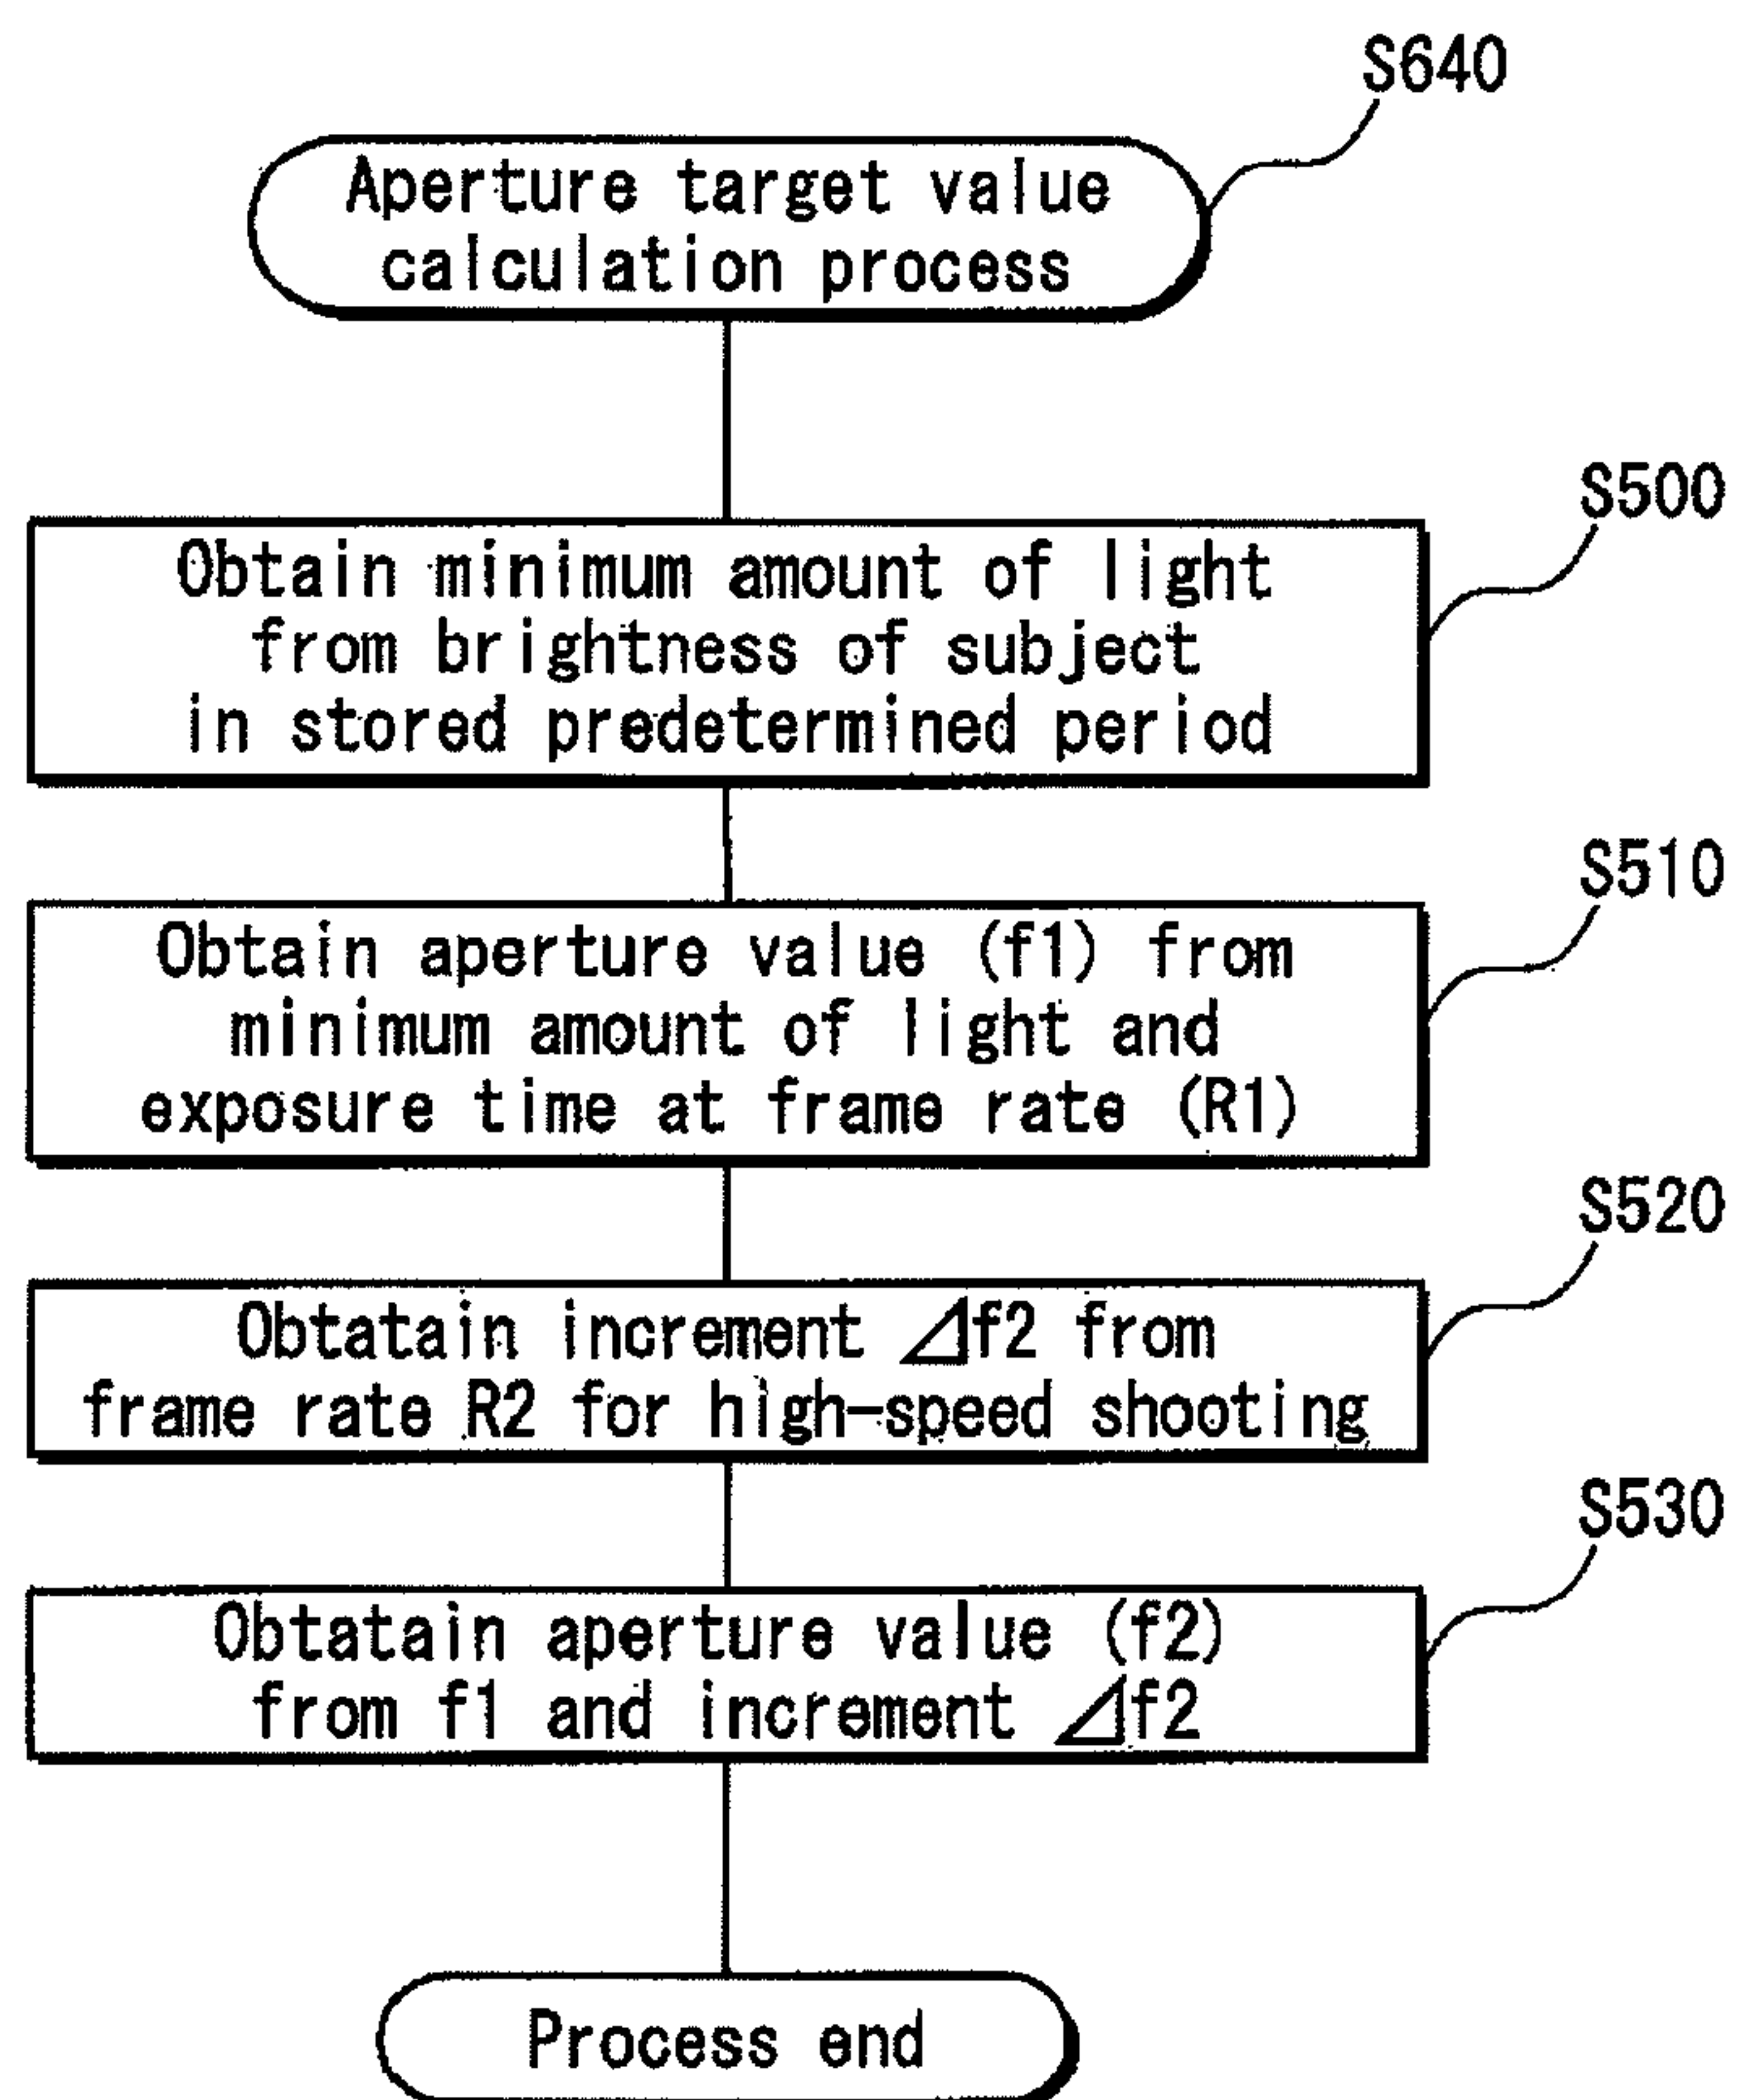 S640
Aperture target value
calculation process
S500
Obtain minimum amount of light
from brightness of subject
in stored predetermined period
S510
Obtain aperture value (f1) from
minimum amount of light and
exposure time at frame rate (R1)
S520
Obtatain increment ⊿f2 from
frame rate R2 for high-speed shooting
S530
Obtatain aperture value (f2)
from f1 and increment ⊿f2
Process end